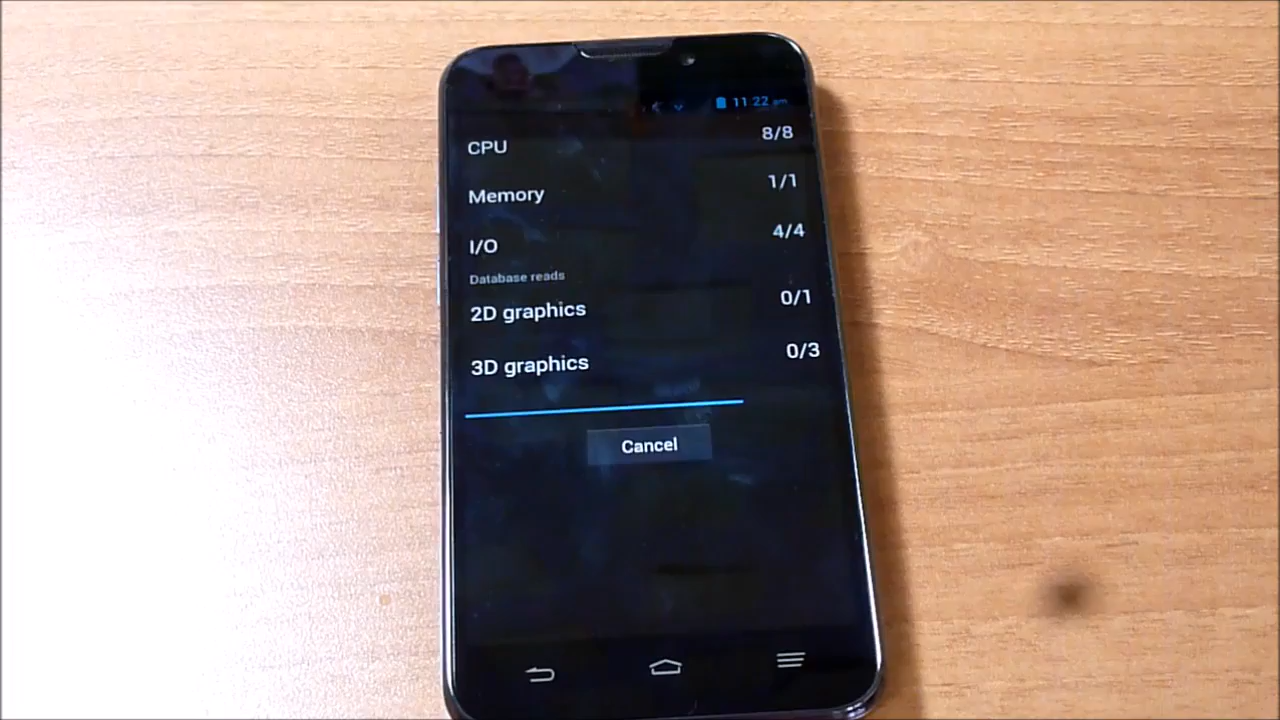 11 22 am
CPU 8/8
Memory 1/1
I/O 4/4
Database reads
2D graphics 0/1
3D graphics 0/3
Cancel